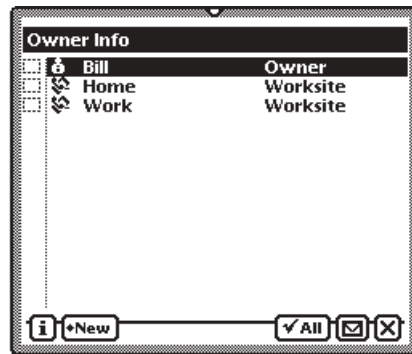 Owner Info
Bill Owner
Home Worksite
Work Worksite
i •New ✓All X